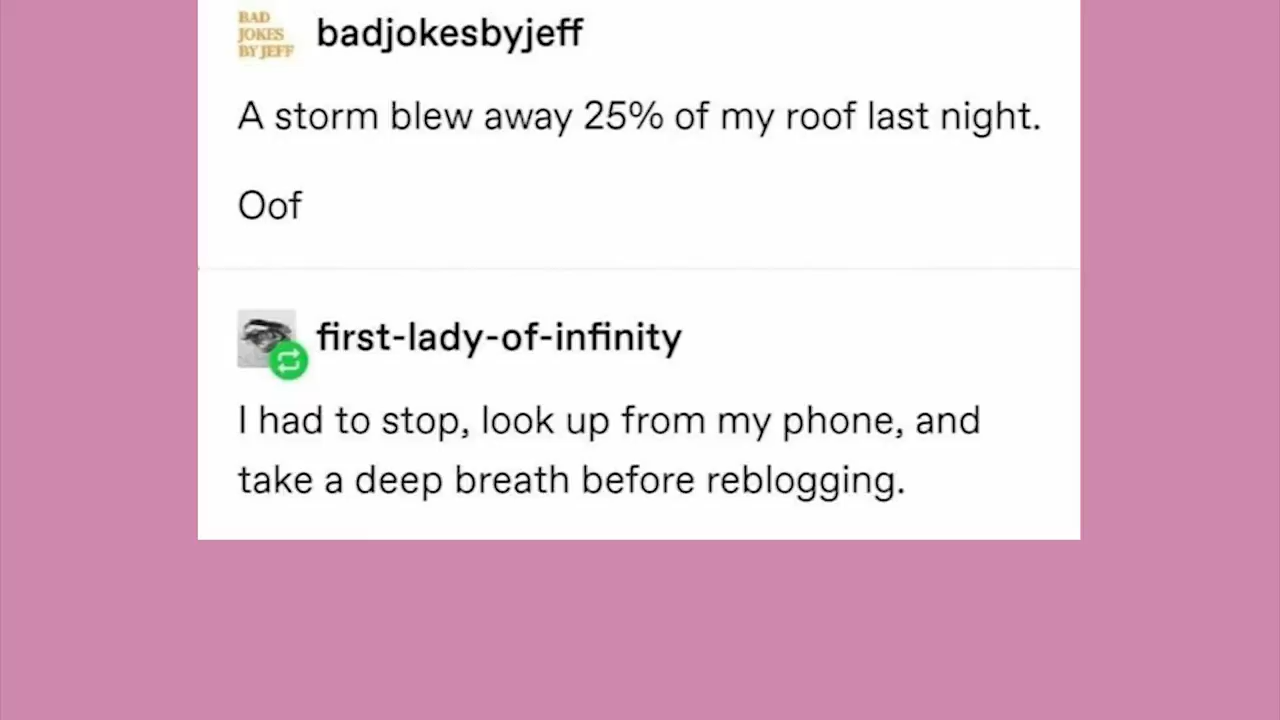 BAD
JOKES
BY JEFF
badjokesbyjeff
A storm blew away 25% of my roof last night.
Oof
first-lady-of-infinity
I had to stop, look up from my phone, and
take a deep breath before reblogging.